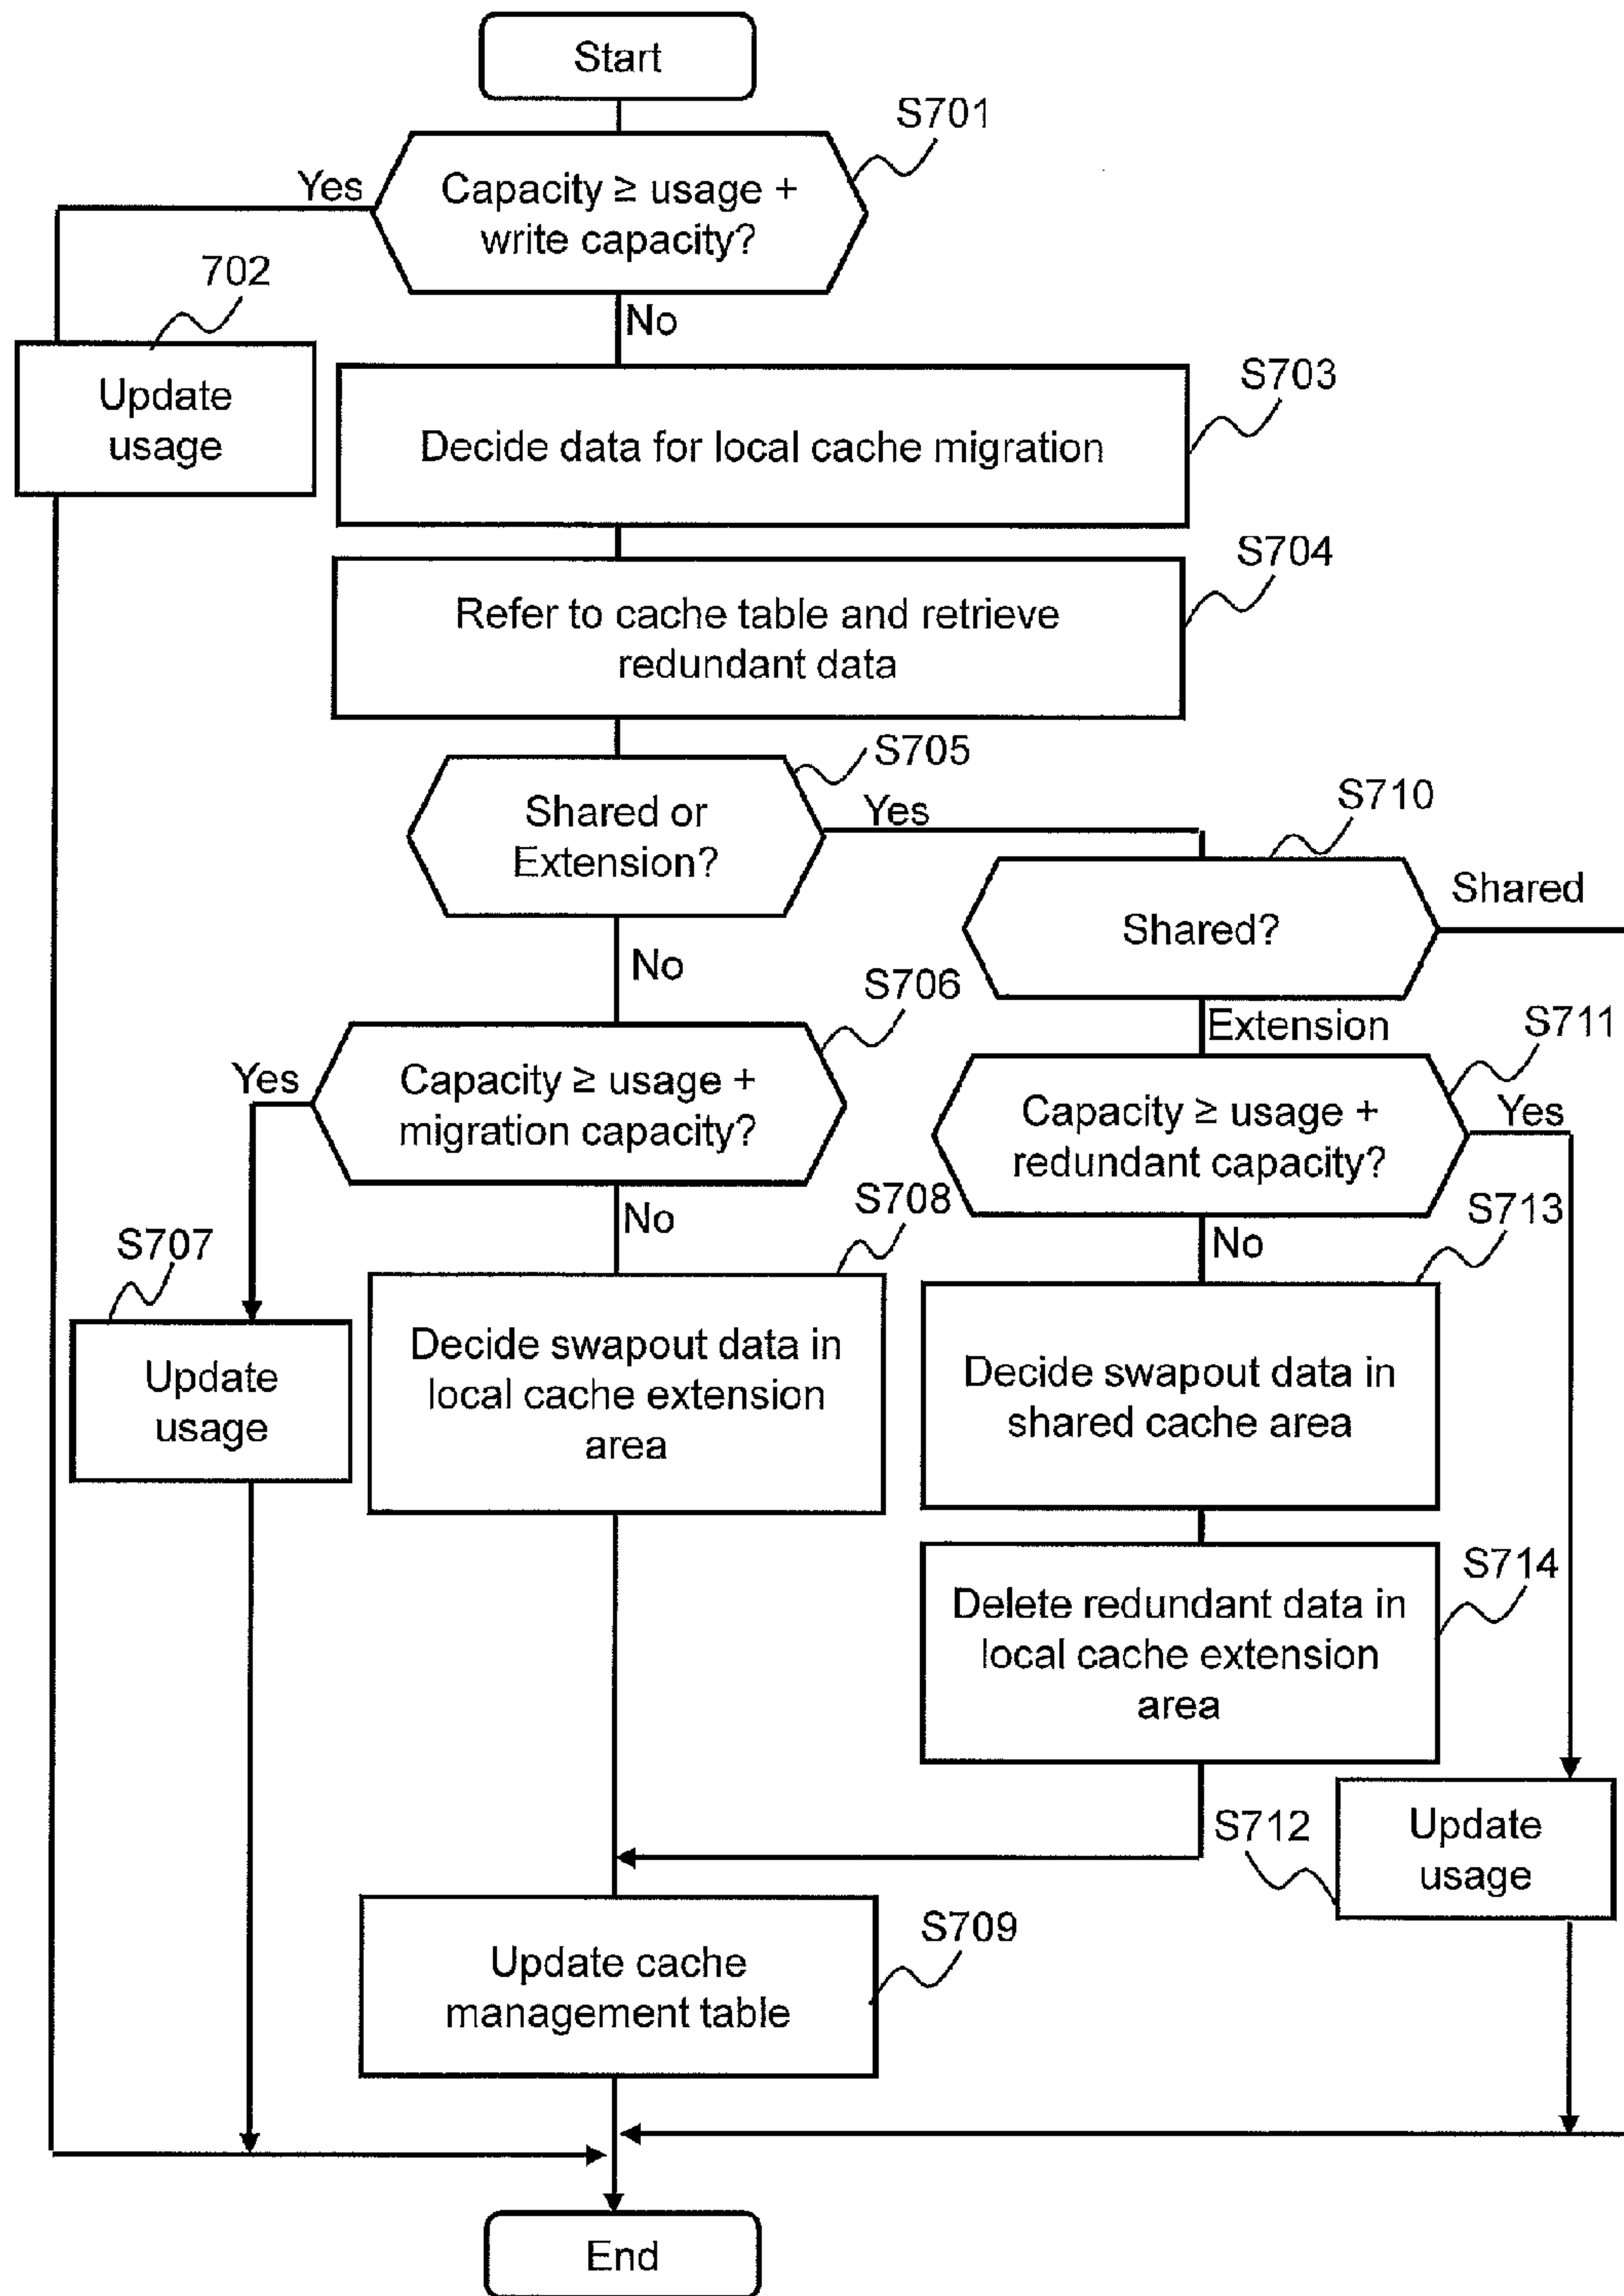 Start
S701
Capacity ≥ usage +
write capacity?
Yes
No
702
Update
usage
S703
Decide data for local cache migration
S704
Refer to cache table and retrieve
redundant data
S705
Shared or
Extension?
Yes
No
S710
Shared?
Shared
Extension
S706
Capacity ≥ usage +
migration capacity?
Yes
No
S711
Capacity ≥ usage +
redundant capacity?
Yes
No
S707
Update
usage
S708
Decide swapout data in
local cache extension
area
S713
Decide swapout data in
shared cache area
S714
Delete redundant data in
local cache extension
area
S712
Update
usage
S709
Update cache
management table
End